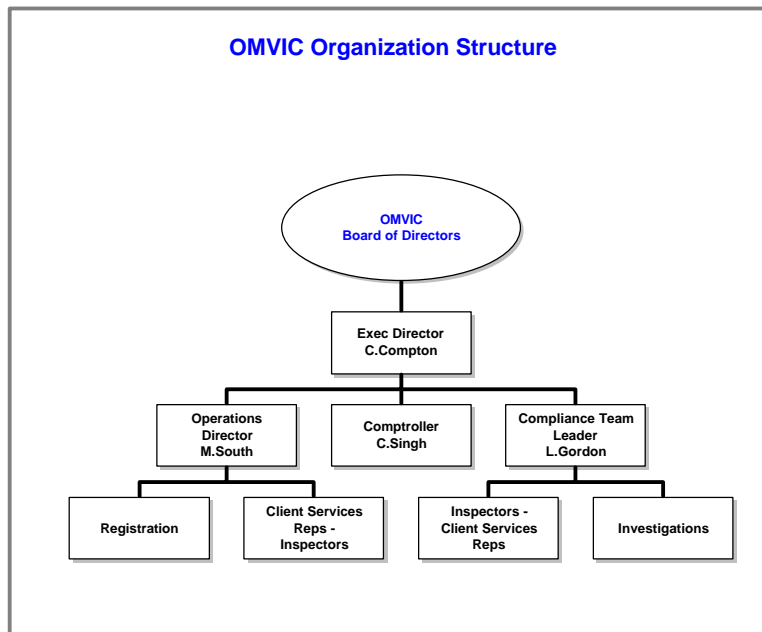 OMVIC Organization Structure
OMVIC
Board of Directors
Exec Director
C.Compton
Operations
Director
M.South
Comptroller
C.Singh
Compliance Team
Leader
L.Gordon
Registration
Client Services
Reps -
Inspectors
Inspectors -
Client Services
Reps
Investigations